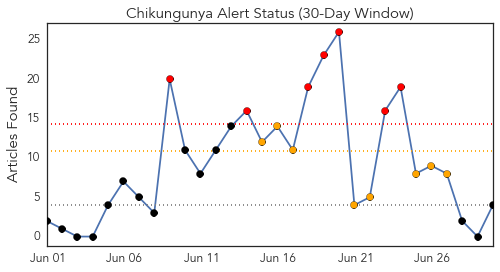 Chikungunya Alert Status (30-Day Window)
Articles Found
25
20
15
10
5
0
Jun 01
Jun 06
Jun 11
Jun 16
Jun 21
Jun 26